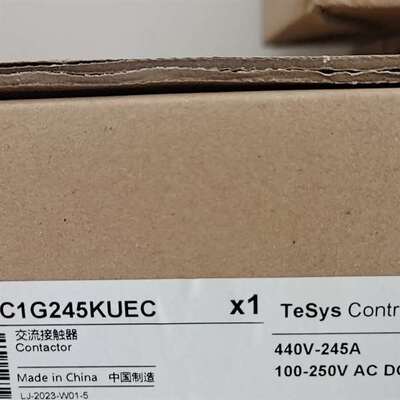 C1G245KUEC x1 TeSys Contr
交流接触器
Contactor
440V-245A
Made in China 中国制造 100-250V AC DC
LJ-2023-W01-5